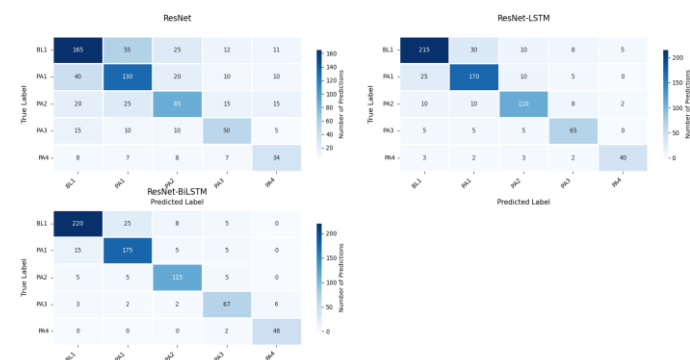 ResNet
BL1 165 55 25 12 11
PA1 40 130 20 10 10
PA2 20 25 85 15 15
PA3 15 10 10 50 5
PA4 8 7 8 7 34
BL1 PA1 PA2 PA3 PA4
True Label
Predicted Label
160
140
120
100
80
60
40
20
Number of Predictions
ResNet-LSTM
BL1 215 30 10 8 5
PA1 25 170 10 5 0
PA2 10 10 110 8 2
PA3 5 5 5 65 0
PA4 3 2 3 2 40
BL1 PA1 PA2 PA3 PA4
True Label
Predicted Label
200
150
100
50
0
Number of Predictions
ResNet-BiLSTM
BL1 220 25 8 5 0
PA1 15 175 5 5 0
PA2 5 5 115 5 0
PA3 3 2 2 67 6
PA4 0 0 0 2 48
BL1 PA1 PA2 PA3 PA4
True Label
200
150
100
50
0
Number of Predictions